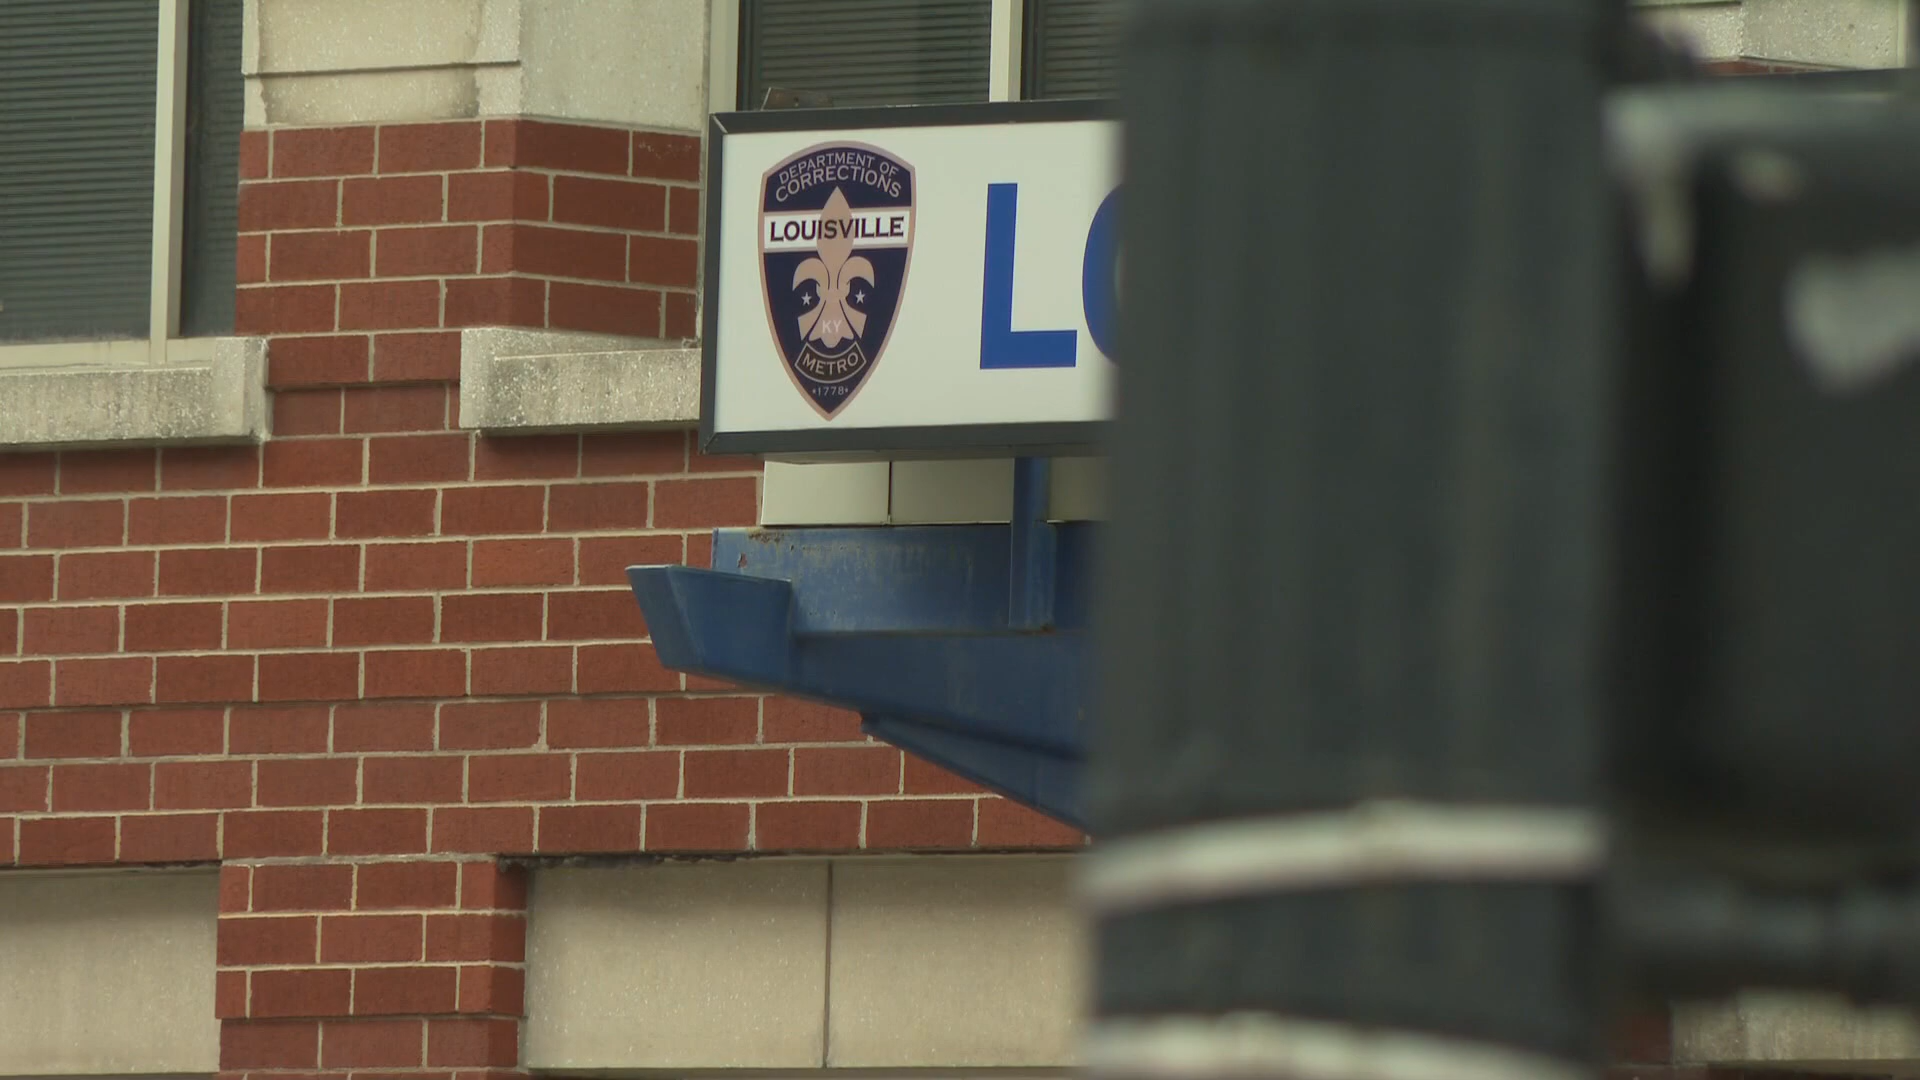 DEPARTMENT OF
CORRECTIONS
LOUISVILLE
KY
METRO
•1778•
L